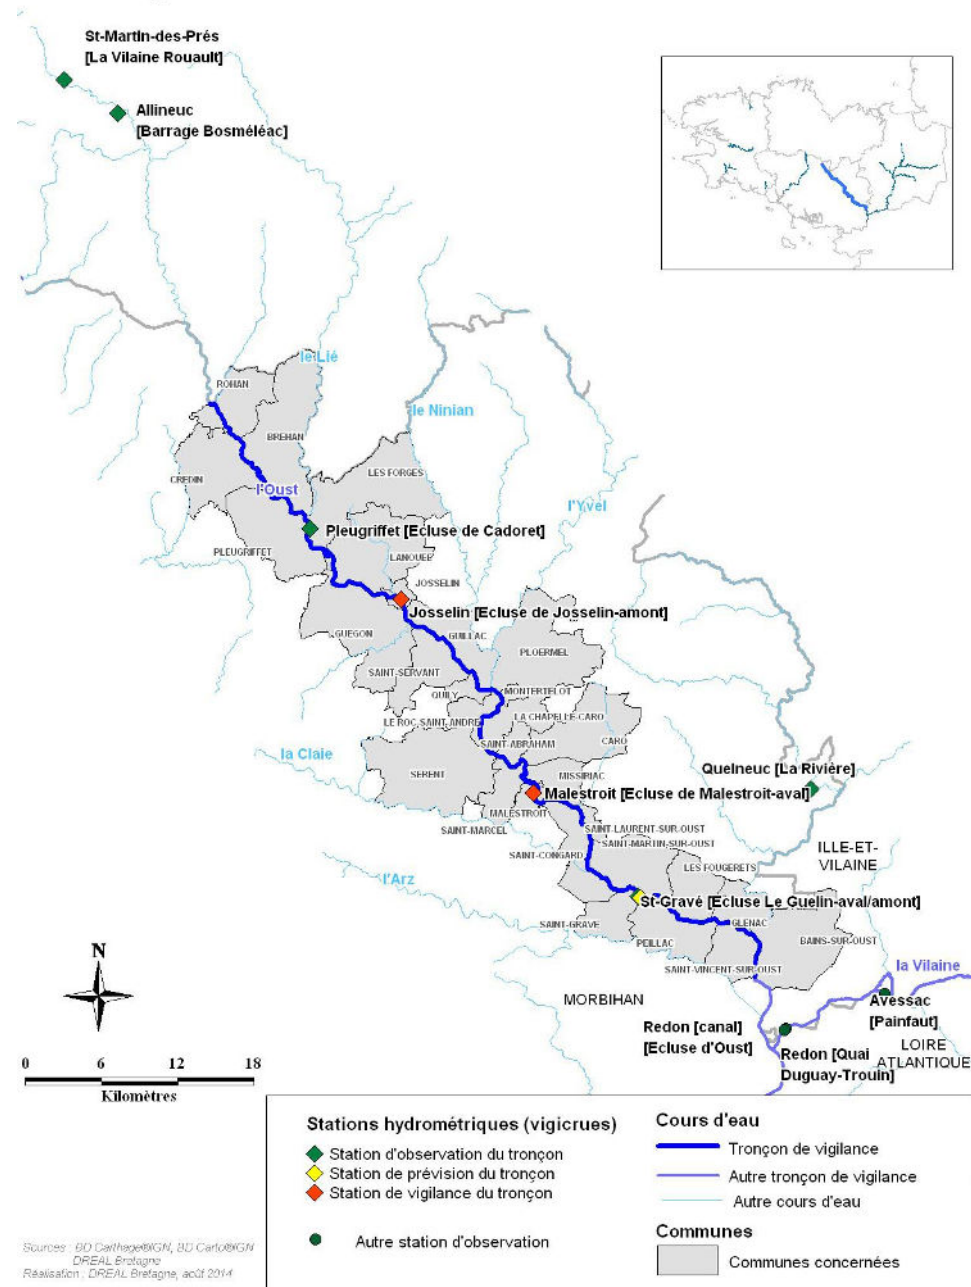 St-Martin-des-Prés
[La Vilaine Rouault]
Allineuc
[Barrage Bosméléac]
le Lié
ROHAN
le Ninian
BREHAN
LES FORGES
CREDIN
l'Oust
l'Yvel
Pleugriffet [Ecluse de Cadoret]
PLEUGRIFFET
LANOUEE
JOSSELIN
Josselin [Ecluse de Josselin-amont]
GUEGON
GUILLAC
PLOERMEL
SAINT-SERVANT
QUILY
MONTERTELOT
LE ROC-SAINT-ANDRE
LA CHAPELLE-CARO
la Claie
SAINT-ABRAHAM
CARO
SERENT
MISSIRIAC
Quelneuc [La Rivière]
Malestroit [Ecluse de Malestroit-aval]
MALESTROIT
SAINT-MARCEL
SAINT-LAURENT-SUR-OUST
SAINT-MARTIN-SUR-OUST
SAINT-CONGARD
LES FOUGERETS
ILLE-ET-
VILAINE
l'Arz
St-Gravé [Ecluse Le Guelin-aval/amont]
SAINT-GRAVE
GLENAC
PEILLAC
BAINS-SUR-OUST
SAINT-VINCENT-SUR-OUST
la Vilaine
N
MORBIHAN
Avessac
[Painfaut]
Redon [canal]
[Ecluse d'Oust]
LOIRE
ATLANTIQUE
Redon [Quai
Duguay-Trouin]
0 6 12 18
Kilomètres
Stations hydrométriques (vigicrues)
Station d'observation du tronçon
Station de prévision du tronçon
Station de vigilance du tronçon
Autre station d'observation
Cours d'eau
Tronçon de vigilance
Autre tronçon de vigilance
Autre cours d'eau
Communes
Communes concernées
Sources : BD Carthage®IGN, BD Carto®IGN
DREAL Bretagne
Réalisation : DREAL Bretagne, août 2014